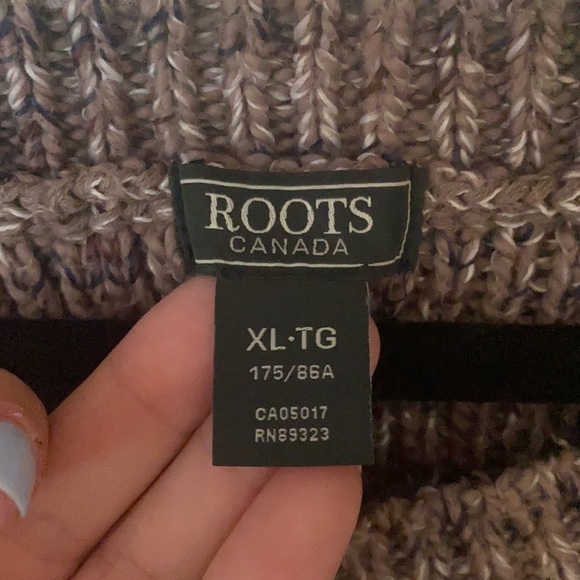 ROOTS
CANADA
XL·TG
175/86A
CA05017
RN89323